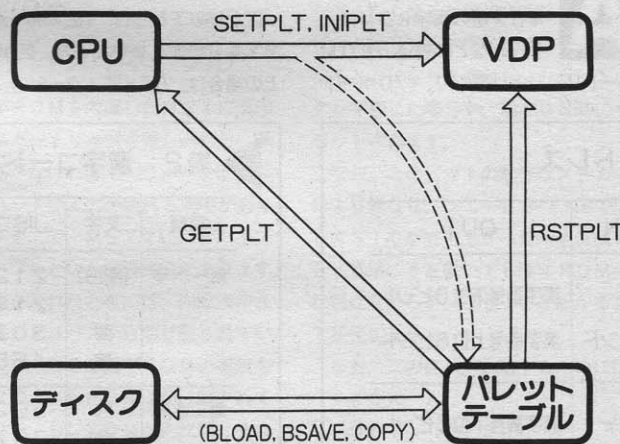 SETPLT, INIPLT
CPU
VDP
GETPLT
RSTPLT
ディスク
(BLOAD, BSAVE, COPY)
パレット
テーブル